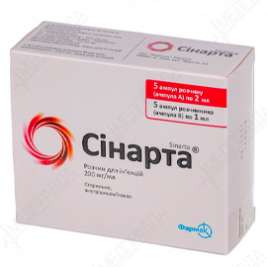 5 ампул розчину
(ампула А) по 2 мл
5 ампул розчинника
(ампула В) по 1 мл
Sinarta®
Сінарта®
Розчин для ін'єкцій
200 мг/мл
Фармак